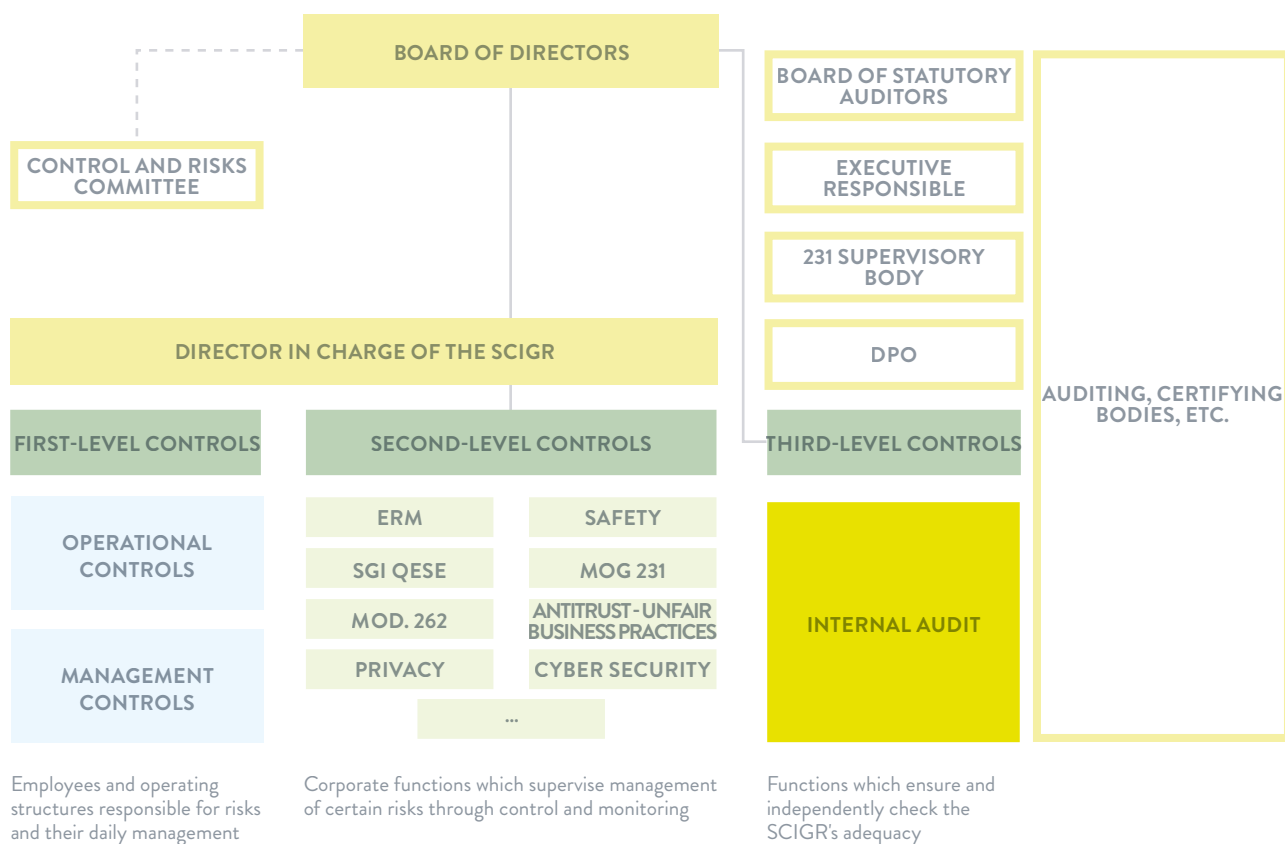 BOARD OF DIRECTORS
CONTROL AND RISKS
COMMITTEE
BOARD OF STATUTORY
AUDITORS
EXECUTIVE
RESPONSIBLE
231 SUPERVISORY
BODY
DPO
AUDITING, CERTIFYING
BODIES, ETC.
DIRECTOR IN CHARGE OF THE SCIGR
FIRST-LEVEL CONTROLS
SECOND-LEVEL CONTROLS
THIRD-LEVEL CONTROLS
OPERATIONAL
CONTROLS
MANAGEMENT
CONTROLS
ERM
SAFETY
SGI QESE
MOG 231
MOD. 262
ANTITRUST - UNFAIR
BUSINESS PRACTICES
PRIVACY
CYBER SECURITY
...
INTERNAL AUDIT
Employees and operating
structures responsible for risks
and their daily management
Corporate functions which supervise management
of certain risks through control and monitoring
Functions which ensure and
independently check the
SCIGR's adequacy